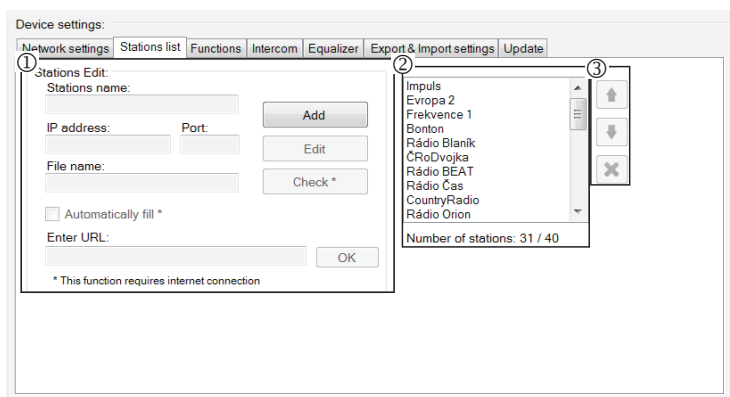 Device settings:
Network settings Stations list Functions Intercom Equalizer Export & Import settings Update
① ② ③
Stations Edit:
Stations name:
Add
IP address: Port:
Edit
File name:
Check *
Automatically fill *
Enter URL:
OK
* This function requires internet connection
Impuls
Evropa 2
Frekvence 1
Bonton
Rádio Blaník
ČRoDvojka
Rádio BEAT
Rádio Čas
CountryRadio
Rádio Orion
Number of stations: 31 / 40